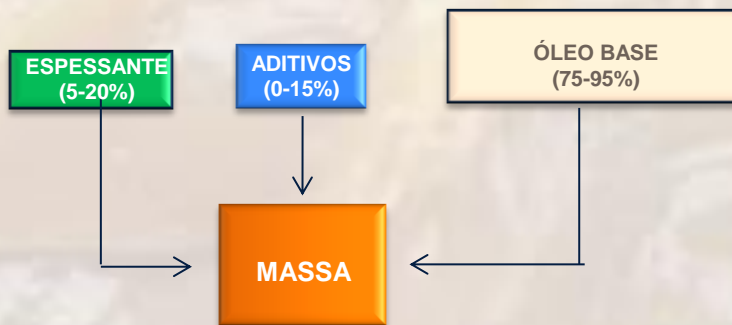 ESPESSANTE
(5-20%)
ADITIVOS
(0-15%)
ÓLEO BASE
(75-95%)
MASSA